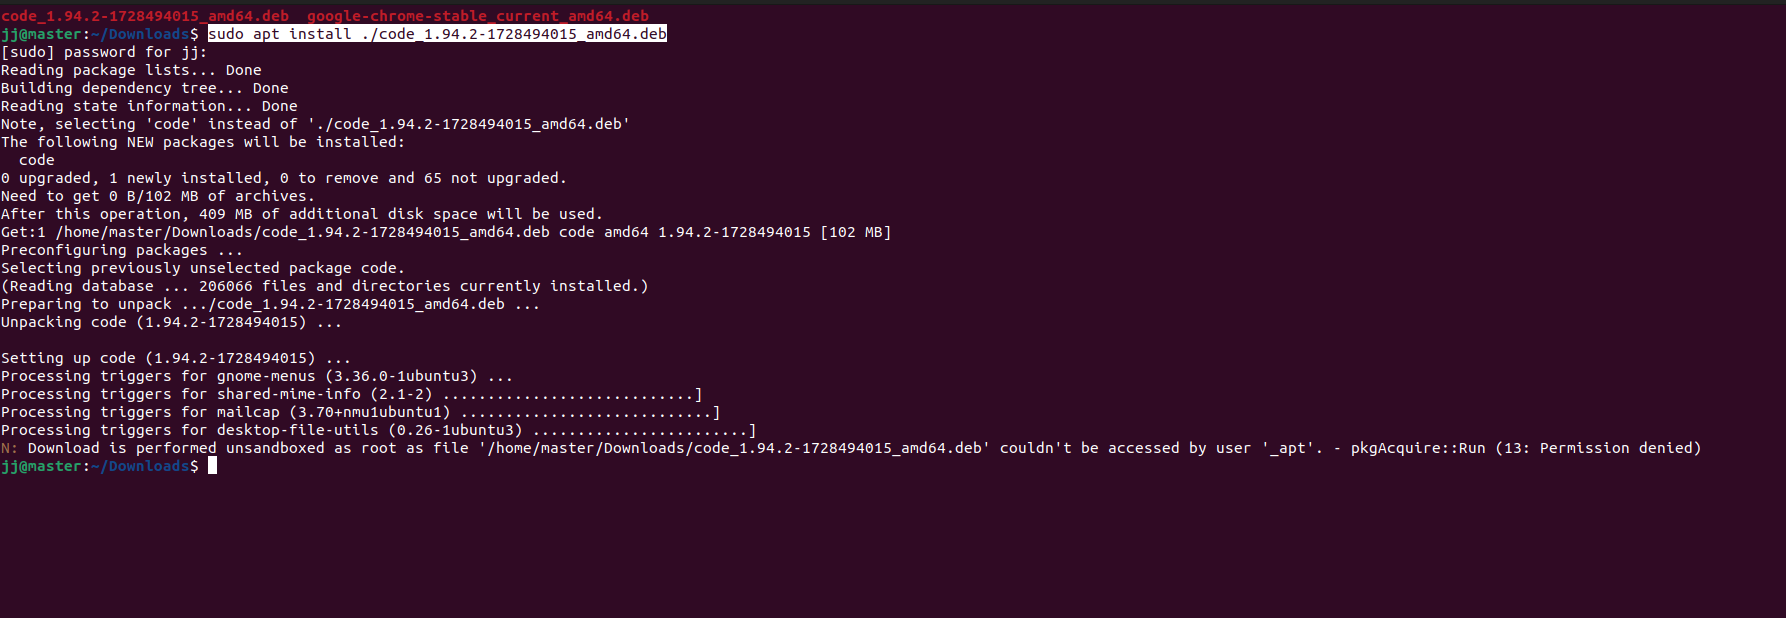 code_1.94.2-1728494015_amd64.deb  google-chrome-stable_current_amd64.deb
jj@master:~/Downloads$ sudo apt install ./code_1.94.2-1728494015_amd64.deb
[sudo] password for jj:
Reading package lists... Done
Building dependency tree... Done
Reading state information... Done
Note, selecting 'code' instead of './code_1.94.2-1728494015_amd64.deb'
The following NEW packages will be installed:
  code
0 upgraded, 1 newly installed, 0 to remove and 65 not upgraded.
Need to get 0 B/102 MB of archives.
After this operation, 409 MB of additional disk space will be used.
Get:1 /home/master/Downloads/code_1.94.2-1728494015_amd64.deb code amd64 1.94.2-1728494015 [102 MB]
Preconfiguring packages ...
Selecting previously unselected package code.
(Reading database ... 206066 files and directories currently installed.)
Preparing to unpack .../code_1.94.2-1728494015_amd64.deb ...
Unpacking code (1.94.2-1728494015) ...
Setting up code (1.94.2-1728494015) ...
Processing triggers for gnome-menus (3.36.0-1ubuntu3) ...
Processing triggers for shared-mime-info (2.1-2) ............................]
Processing triggers for mailcap (3.70+nmu1ubuntu1) ............................]
Processing triggers for desktop-file-utils (0.26-1ubuntu3) ........................]
N: Download is performed unsandboxed as root as file '/home/master/Downloads/code_1.94.2-1728494015_amd64.deb' couldn't be accessed by user '_apt'. - pkgAcquire::Run (13: Permission denied)
jj@master:~/Downloads$